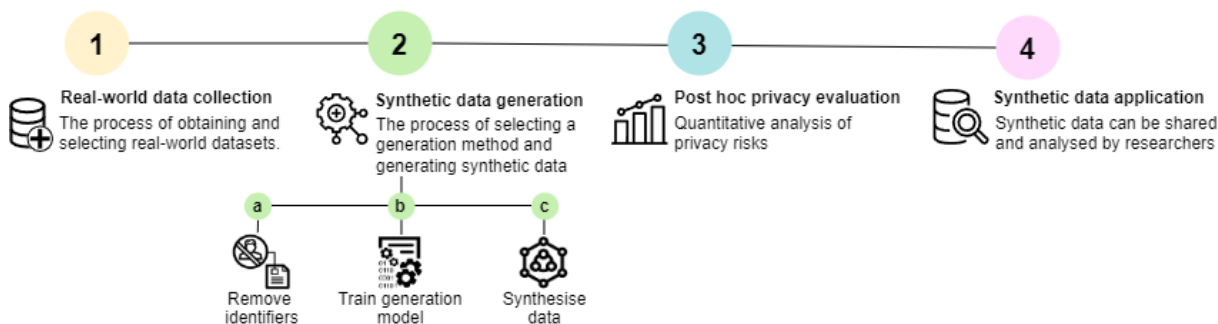 1
2
3
4
Real-world data collection
The process of obtaining and
selecting real-world datasets.
Synthetic data generation
The process of selecting a
generation method and
generating synthetic data
Post hoc privacy evaluation
Quantitative analysis of
privacy risks
Synthetic data application
Synthetic data can be shared
and analysed by researchers
a
b
c
Remove
identifiers
Train generation
model
Synthesise
data